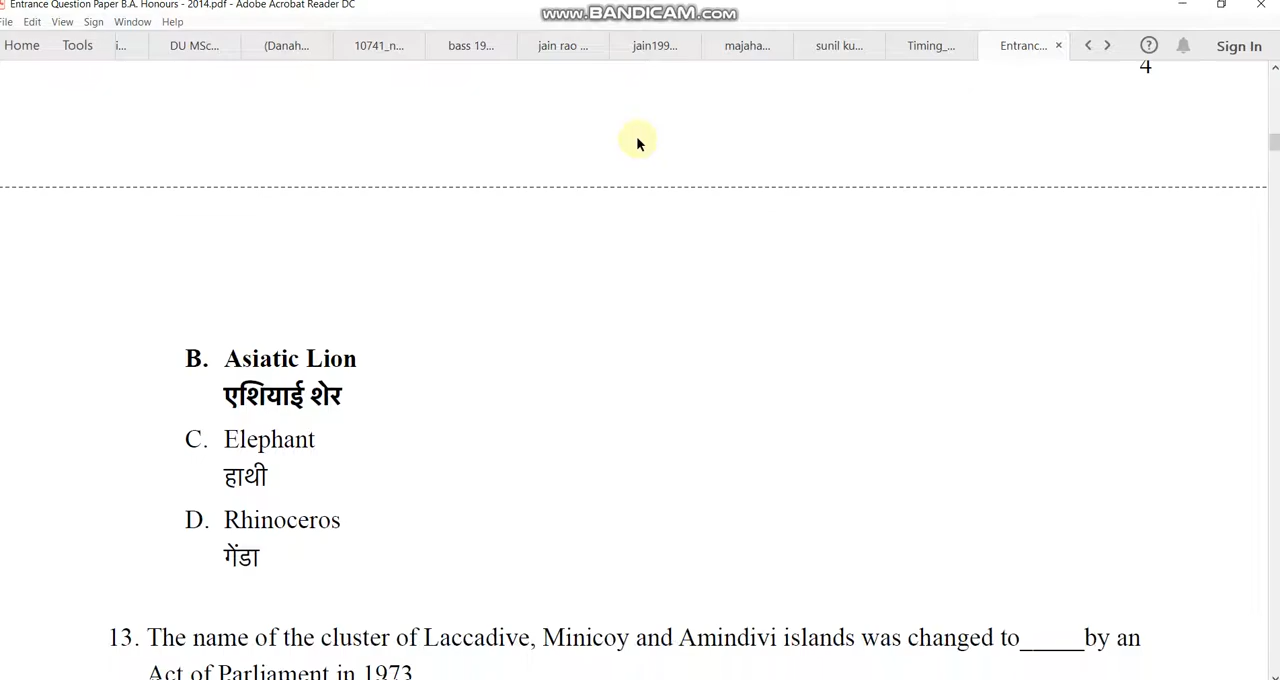 Entrance Question Paper B.A. Honours - 2014.pdf - Adobe Acrobat Reader DC
www.BANDICAM.com
File Edit View Sign Window Help
Home Tools i... DU MSc... (Danah... 10741_n... bass 19... jain rao ... jain199... majaha... sunil ku... Timing_... Entranc... × ? Sign In
4
B. Asiatic Lion
एशियाई शेर
C. Elephant
हाथी
D. Rhinoceros
गेंडा
13. The name of the cluster of Laccadive, Minicoy and Amindivi islands was changed to_____by an
Act of Parliament in 1973